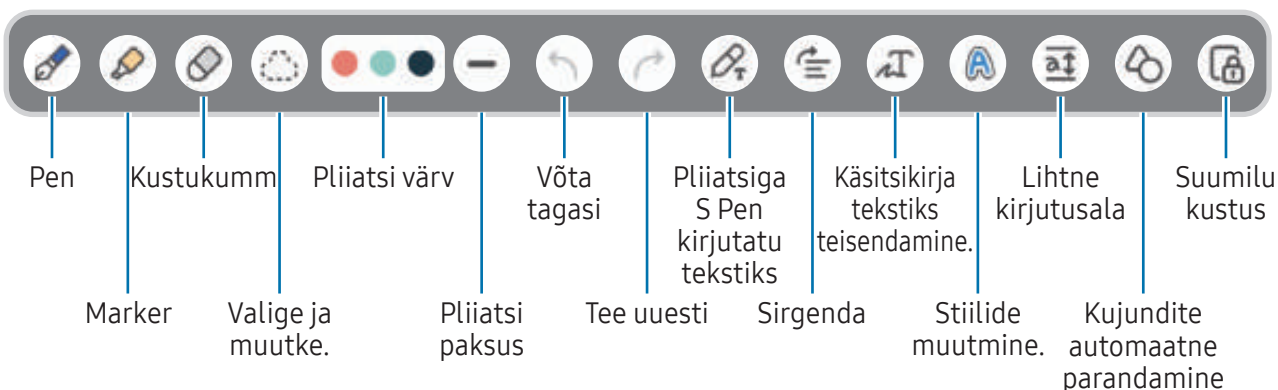 Pen
Kustukumm
Pliiatsi värv
Võta
tagasi
Pliiatsiga
S Pen
kirjutatu
tekstiks
Käsitsikirja
tekstiks
teisendamine.
Lihtne
kirjutusala
Suumilu
kustus
Marker
Valige ja
muutke.
Pliiatsi
paksus
Tee uuesti
Sirgenda
Stiilide
muutmine.
Kujundite
automaatne
parandamine